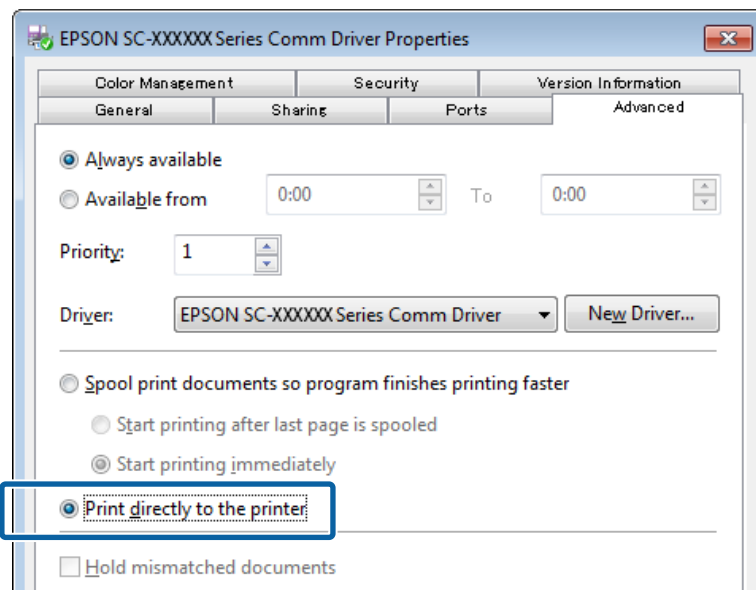 EPSON SC-XXXXXX Series Comm Driver Properties
Color Management Security Version Information
General Sharing Ports Advanced
Always available
Available from 0:00 To 0:00
Priority: 1
Driver: EPSON SC-XXXXXX Series Comm Driver New Driver...
Spool print documents so program finishes printing faster
Start printing after last page is spooled
Start printing immediately
Print directly to the printer
Hold mismatched documents